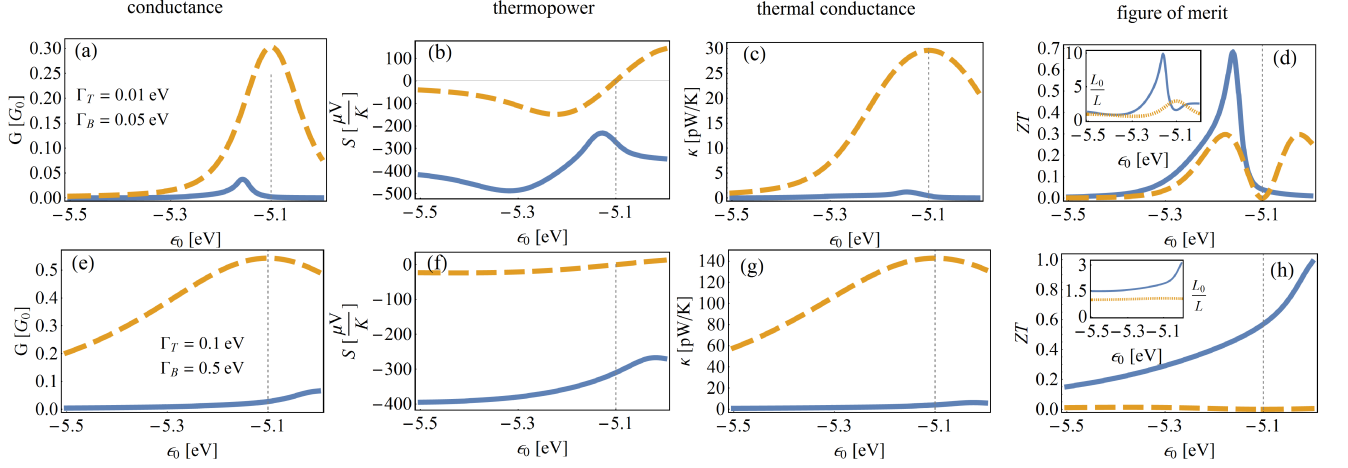 conductance
thermopower
thermal conductance
figure of merit
(a)
G [G0]
0.30
0.25
0.20
0.15
0.10
0.05
0.00
ΓT = 0.01 eV
ΓB = 0.05 eV
−5.5
−5.3
−5.1
ϵ0 [eV]
(b)
S [μV/K]
100
0
−100
−200
−300
−400
−500
−5.5
−5.3
−5.1
ϵ0 [eV]
(c)
κ [pW/K]
30
25
20
15
10
5
0
−5.5
−5.3
−5.1
ϵ0 [eV]
(d)
ZT
0.7
0.6
0.5
0.4
0.3
0.2
0.1
0.0
10
5
0
L0/L
−5.5
−5.3
−5.1
ϵ0 [eV]
−5.5
−5.3
−5.1
ϵ0 [eV]
(e)
G [G0]
0.5
0.4
0.3
0.2
0.1
0.0
ΓT = 0.1 eV
ΓB = 0.5 eV
−5.5
−5.3
−5.1
ϵ0 [eV]
(f)
S [μV/K]
0
−100
−200
−300
−400
−5.5
−5.3
−5.1
ϵ0 [eV]
(g)
κ [pW/K]
140
120
100
80
60
40
20
0
−5.5
−5.3
−5.1
ϵ0 [eV]
(h)
ZT
1.0
0.8
0.6
0.4
0.2
0.0
3
1.5
0
L0/L
−5.5
−5.3
−5.1
ϵ0 [eV]
−5.5
−5.3
−5.1
ϵ0 [eV]